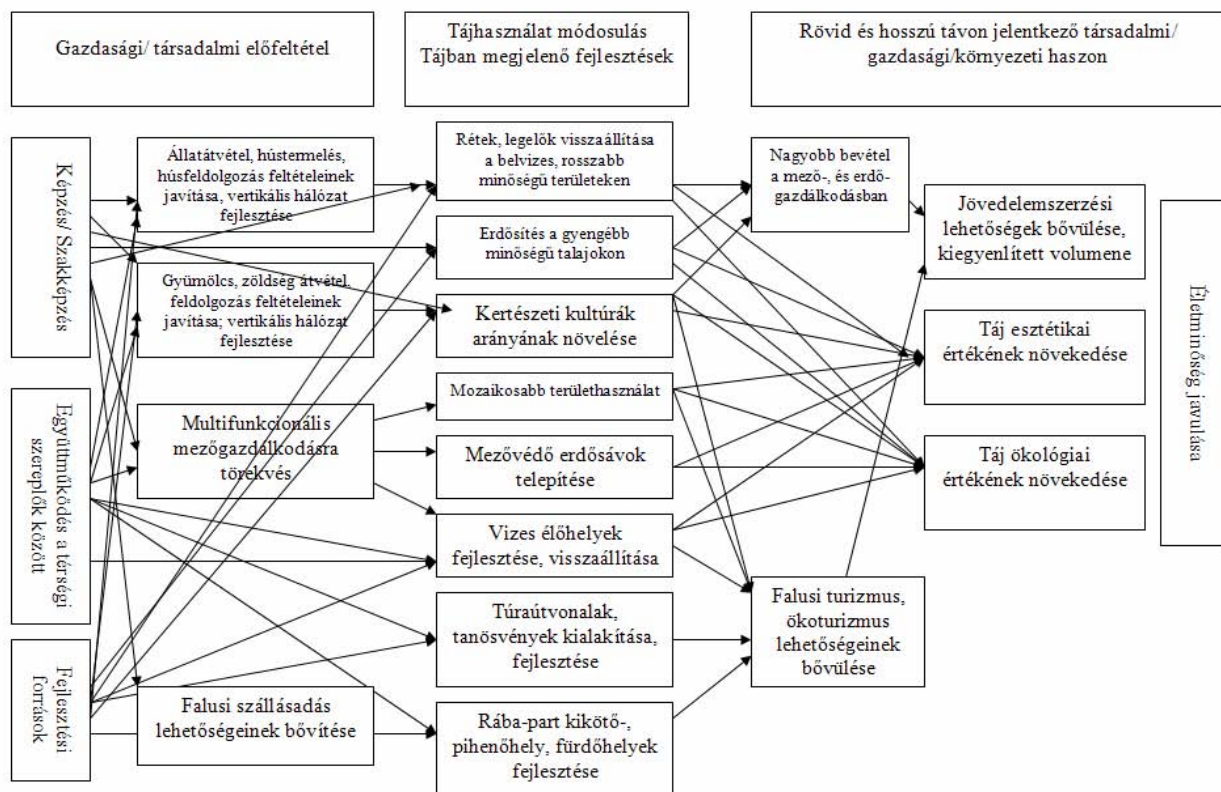 Gazdasági/ társadalmi előfeltétel
Tájhasználat módosulás
Tájban megjelenő fejlesztések
Rövid és hosszú távon jelentkező társadalmi/
gazdasági/környezeti haszon
Képzés/ Szakképzés
Együttműködés a térségi
szereplők között
Fejlesztési
források
Állatátvétel, hústermelés,
húsfeldolgozás feltételeinek
javítása, vertikális hálózat
fejlesztése
Gyümölcs, zöldség átvétel,
feldolgozás feltételeinek
javítása; vertikális hálózat
fejlesztése
Multifunkcionális
mezőgazdálkodásra
törekvés
Falusi szállásadás
lehetőségeinek bővítése
Rétek, legelők visszaállítása
a belvizes, rosszabb
minőségű területeken
Erdősítés a gyengébb
minőségű talajokon
Kertészeti kultúrák
arányának növelése
Mozaikosabb területhasználat
Mezővédő erdősávok
telepítése
Vizes élőhelyek
fejlesztése, visszaállítása
Túraútvonalak,
tanösvények kialakítása,
fejlesztése
Rába-part kikötő-,
pihenőhely, fürdőhelyek
fejlesztése
Nagyobb bevétel
a mező-, és erdő-
gazdálkodásban
Falusi turizmus,
ökoturizmus
lehetőségeinek
bővülése
Jövedelemszerzési
lehetőségek bővülése,
kiegyenlített volumene
Táj esztétikai
értékének növekedése
Táj ökológiai
értékének növekedése
Életminőség javulása